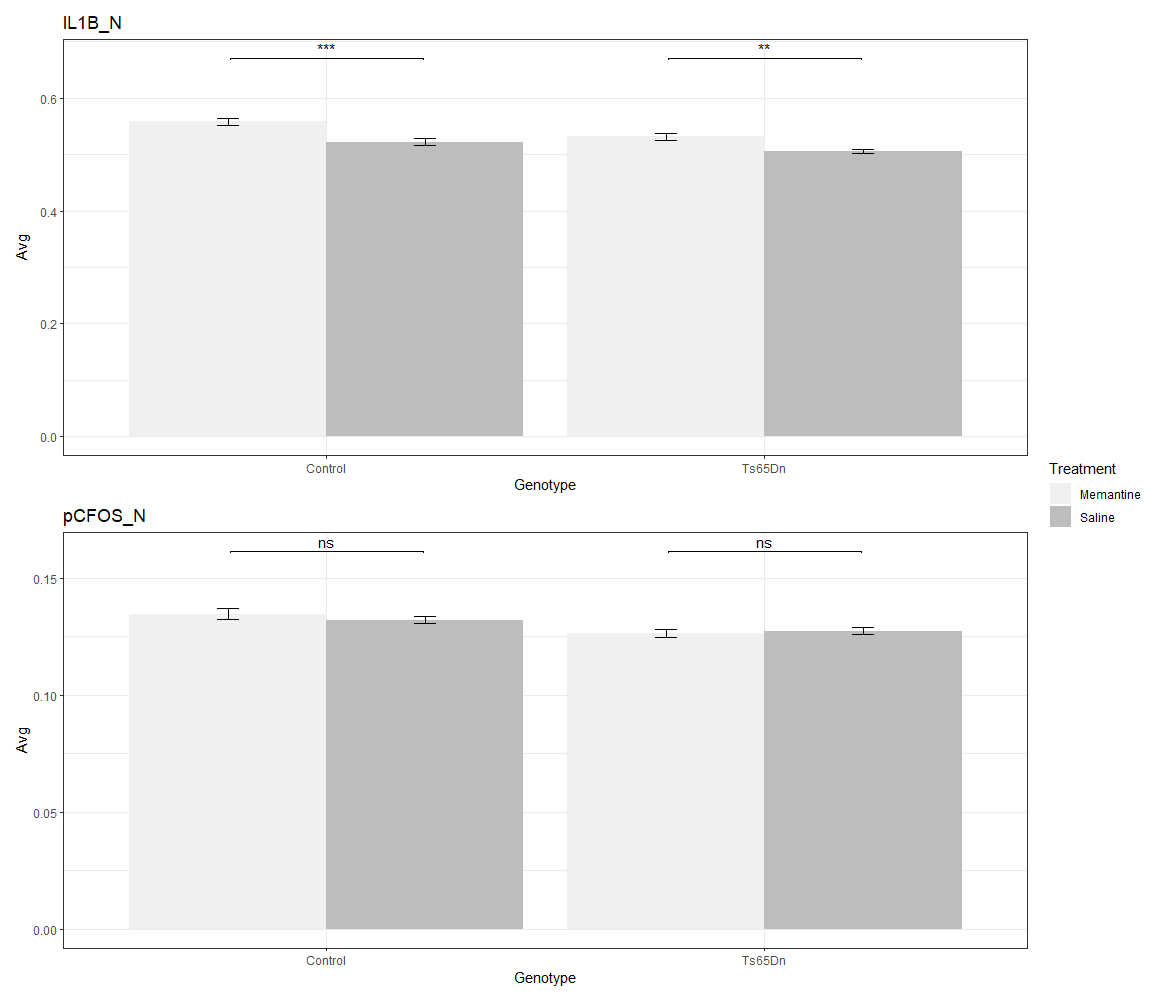 IL1B_N
*** **
0.6
0.4
0.2
0.0
Avg
Control Ts65Dn
Genotype
pCFOS_N
ns ns
0.15
0.10
0.05
0.00
Avg
Control Ts65Dn
Genotype
Treatment
Memantine
Saline